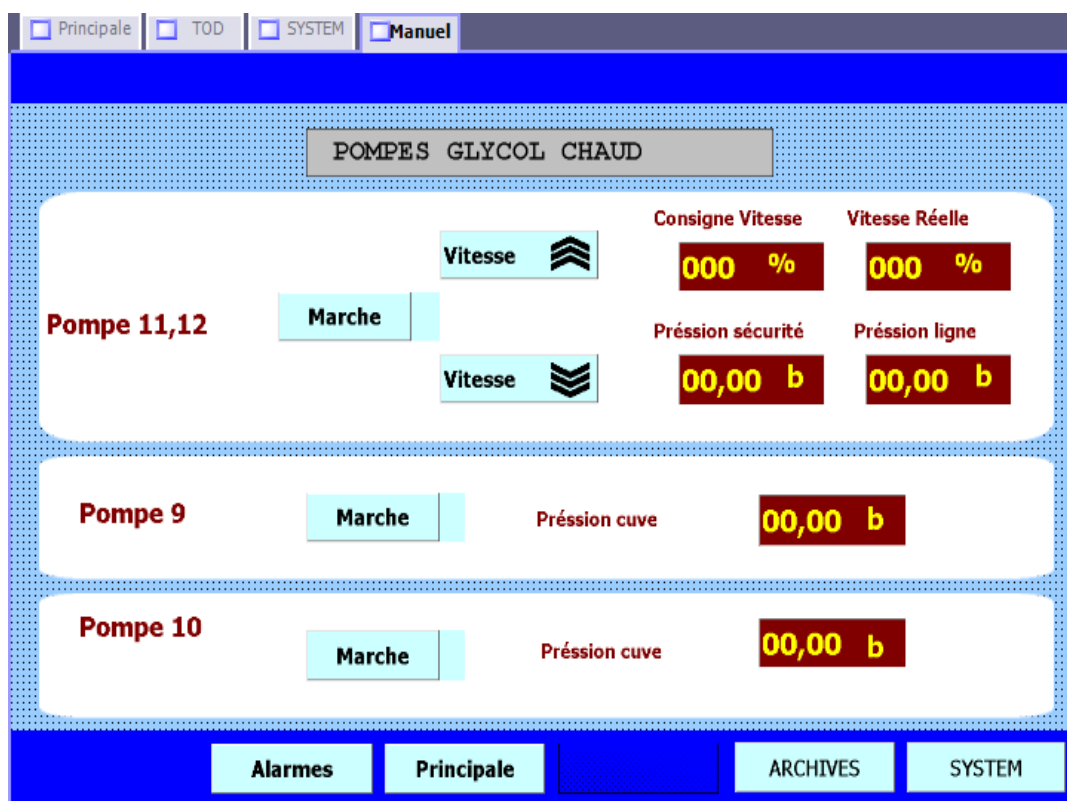 Principale TOD SYSTEM Manuel
POMPES GLYCOL CHAUD
Consigne Vitesse Vitesse Réelle
Vitesse 000 % 000 %
Pompe 11,12 Marche
Préssion sécurité Préssion ligne
Vitesse 00,00 b 00,00 b
Pompe 9 Marche Préssion cuve 00,00 b
Pompe 10 Marche Préssion cuve 00,00 b
Alarmes Principale ARCHIVES SYSTEM